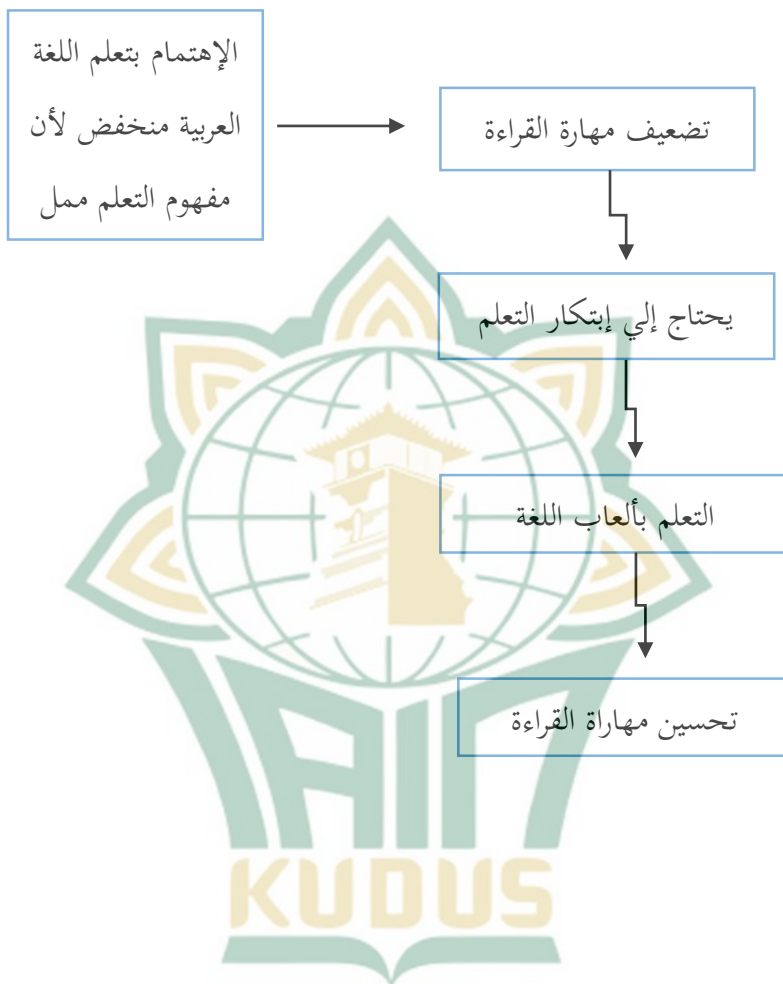 الإهتمام بتعلم اللغة
العربية منخفض لأن
مفهوم التعلم ممل
تضعيف مهارة القراءة
يحتاج إلي إبتكار التعلم
التعلم بألعاب اللغة
تحسين مهاراة القراءة
IAIN
KUDUS